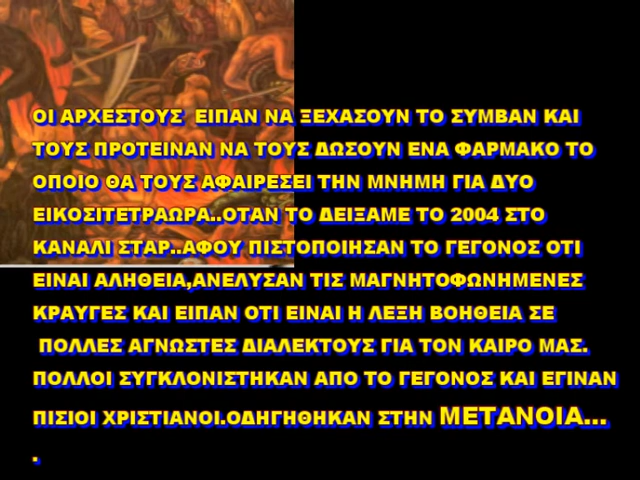 ΟΙ ΑΡΧΕΣΤΟΥΣ ΕΙΠΑΝ ΝΑ ΞΕΧΑΣΟΥΝ ΤΟ ΣΥΜΒΑΝ ΚΑΙ
ΤΟΥΣ ΠΡΟΤΕΙΝΑΝ ΝΑ ΤΟΥΣ ΔΩΣΟΥΝ ΕΝΑ ΦΑΡΜΑΚΟ ΤΟ
ΟΠΟΙΟ ΘΑ ΤΟΥΣ ΑΦΑΙΡΕΣΕΙ ΤΗΝ ΜΝΗΜΗ ΓΙΑ ΔΥΟ
ΕΙΚΟΣΙΤΕΤΡΑΩΡΑ..ΟΤΑΝ ΤΟ ΔΕΙΞΑΜΕ ΤΟ 2004 ΣΤΟ
ΚΑΝΑΛΙ ΣΤΑΡ..ΑΦΟΥ ΠΙΣΤΟΠΟΙΗΣΑΝ ΤΟ ΓΕΓΟΝΟΣ ΟΤΙ
ΕΙΝΑΙ ΑΛΗΘΕΙΑ,ΑΝΕΛΥΣΑΝ ΤΙΣ ΜΑΓΝΗΤΟΦΩΝΗΜΕΝΕΣ
ΚΡΑΥΓΕΣ ΚΑΙ ΕΙΠΑΝ ΟΤΙ ΕΙΝΑΙ Η ΛΕΞΗ ΒΟΗΘΕΙΑ ΣΕ
ΠΟΛΛΕΣ ΑΓΝΩΣΤΕΣ ΔΙΑΛΕΚΤΟΥΣ ΓΙΑ ΤΟΝ ΚΑΙΡΟ ΜΑΣ.
ΠΟΛΛΟΙ ΣΥΓΚΛΟΝΙΣΤΗΚΑΝ ΑΠΟ ΤΟ ΓΕΓΟΝΟΣ ΚΑΙ ΕΓΙΝΑΝ
ΠΙΣΙΟΙ ΧΡΙΣΤΙΑΝΟΙ.ΟΔΗΓΗΘΗΚΑΝ ΣΤΗΝ ΜΕΤΑΝΟΙΑ...
.